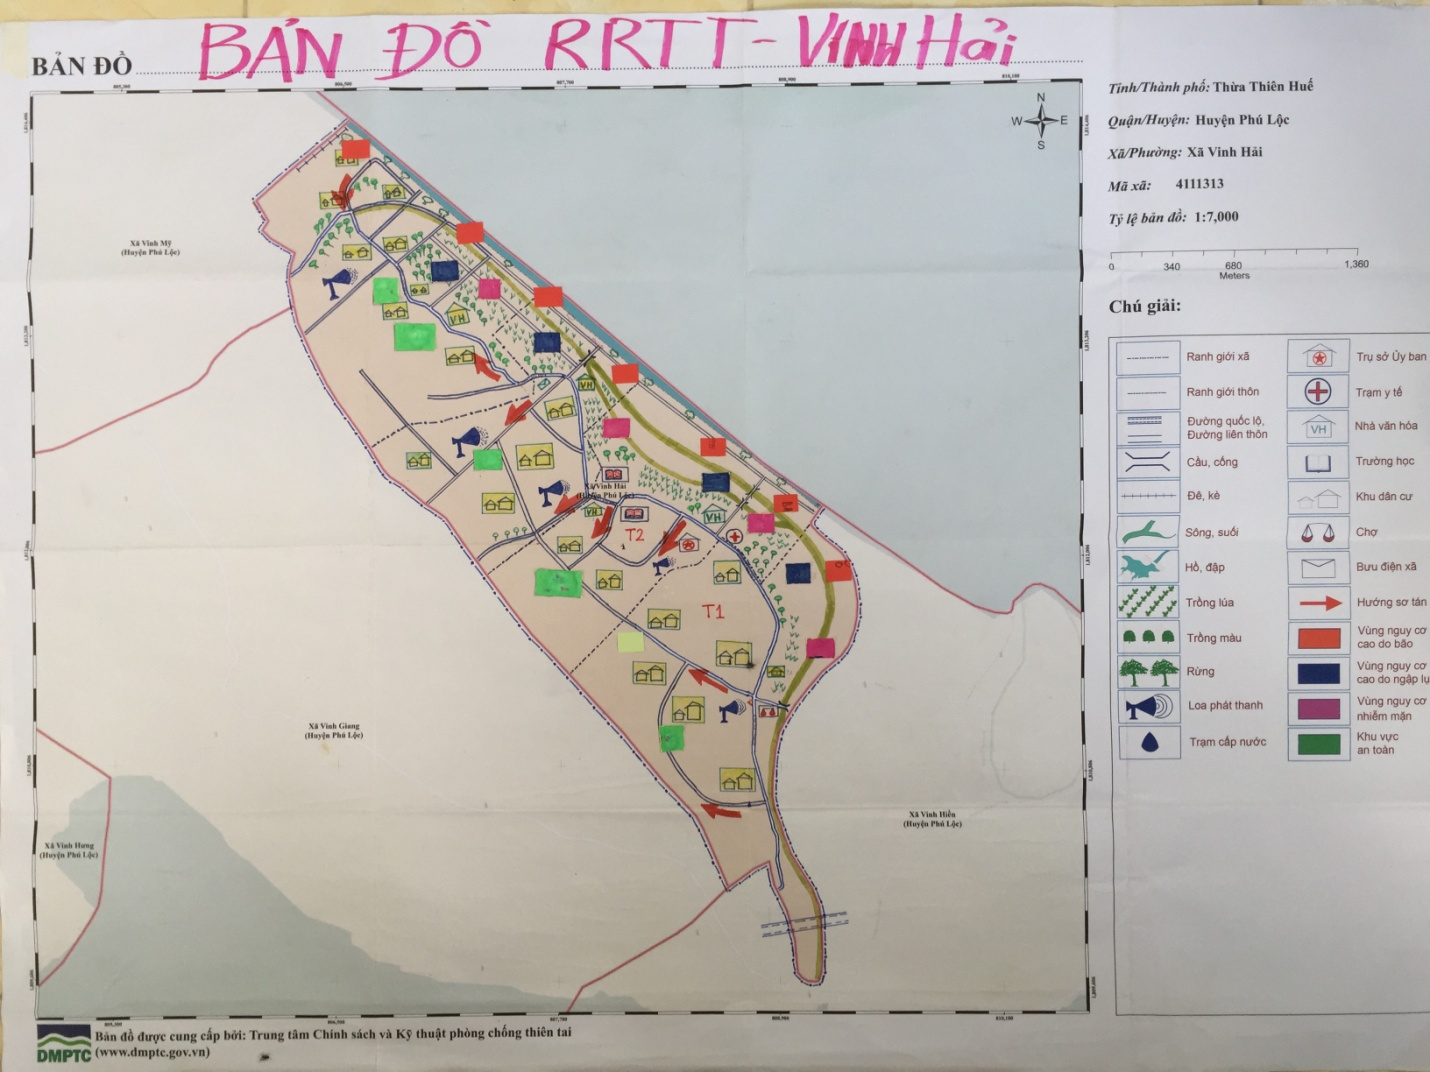 BẢN ĐỒ RRTT - VINH Hải
BẢN ĐỒ
Tỉnh/Thành phố: Thừa Thiên Huế
Quận/Huyện: Huyện Phú Lộc
Xã/Phường: Xã Vinh Hải
Mã xã: 4111313
Tỷ lệ bản đồ: 1:7,000
0 340 680 1,360
Meters
Chú giải:
Ranh giới xã
Ranh giới thôn
Đường quốc lộ,
Đường liên thôn
Cầu, cống
Đê, kè
Sông, suối
Hồ, đập
Trồng lúa
Trồng màu
Rừng
Loa phát thanh
Trạm cấp nước
Trụ sở Ủy ban
Trạm y tế
VH
Nhà văn hóa
Trường học
Khu dân cư
Chợ
Bưu điện xã
Hướng sơ tán
Vùng nguy cơ
cao do bão
Vùng nguy cơ
cao do ngập lụ
Vùng nguy cơ
nhiễm mặn
Khu vực
an toàn
N
W E
S
Xã Vinh Mỹ
(Huyện Phú Lộc)
VH
VH
Xã Vinh Hải
(Huyện Phú Lộc)
VH
VH
T2
T1
Xã Vinh Giang
(Huyện Phú Lộc)
Xã Vinh Hiền
(Huyện Phú Lộc)
Xã Vinh Hưng
(Huyện Phú Lộc)
DMPTC
Bản đồ được cung cấp bởi: Trung tâm Chính sách và Kỹ thuật phòng chống thiên tai
(www.dmptc.gov.vn)